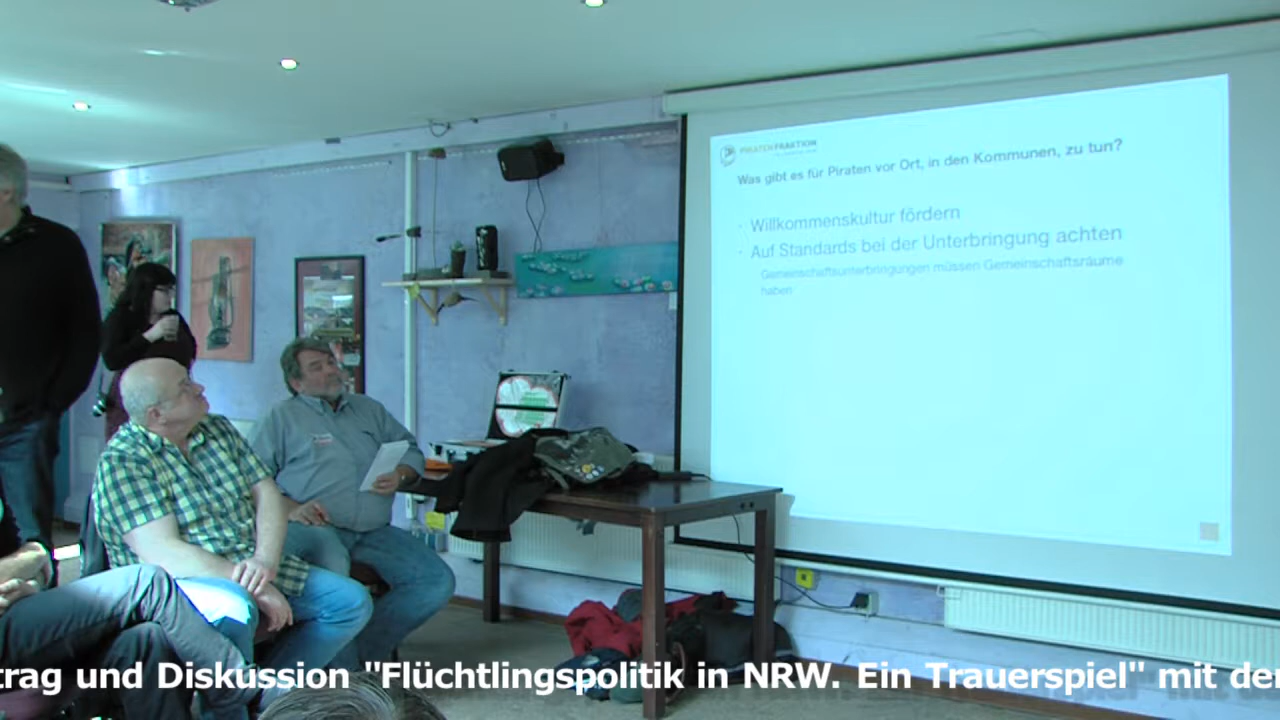 PIRATENFRAKTION
Was gibt es für Piraten vor Ort, in den Kommunen, zu tun?
· Willkommenskultur fördern
· Auf Standards bei der Unterbringung achten
Gemeinschaftsunterbringungen müssen Gemeinschaftsräume
haben
trag und Diskussion "Flüchtlingspolitik in NRW. Ein Trauerspiel" mit der